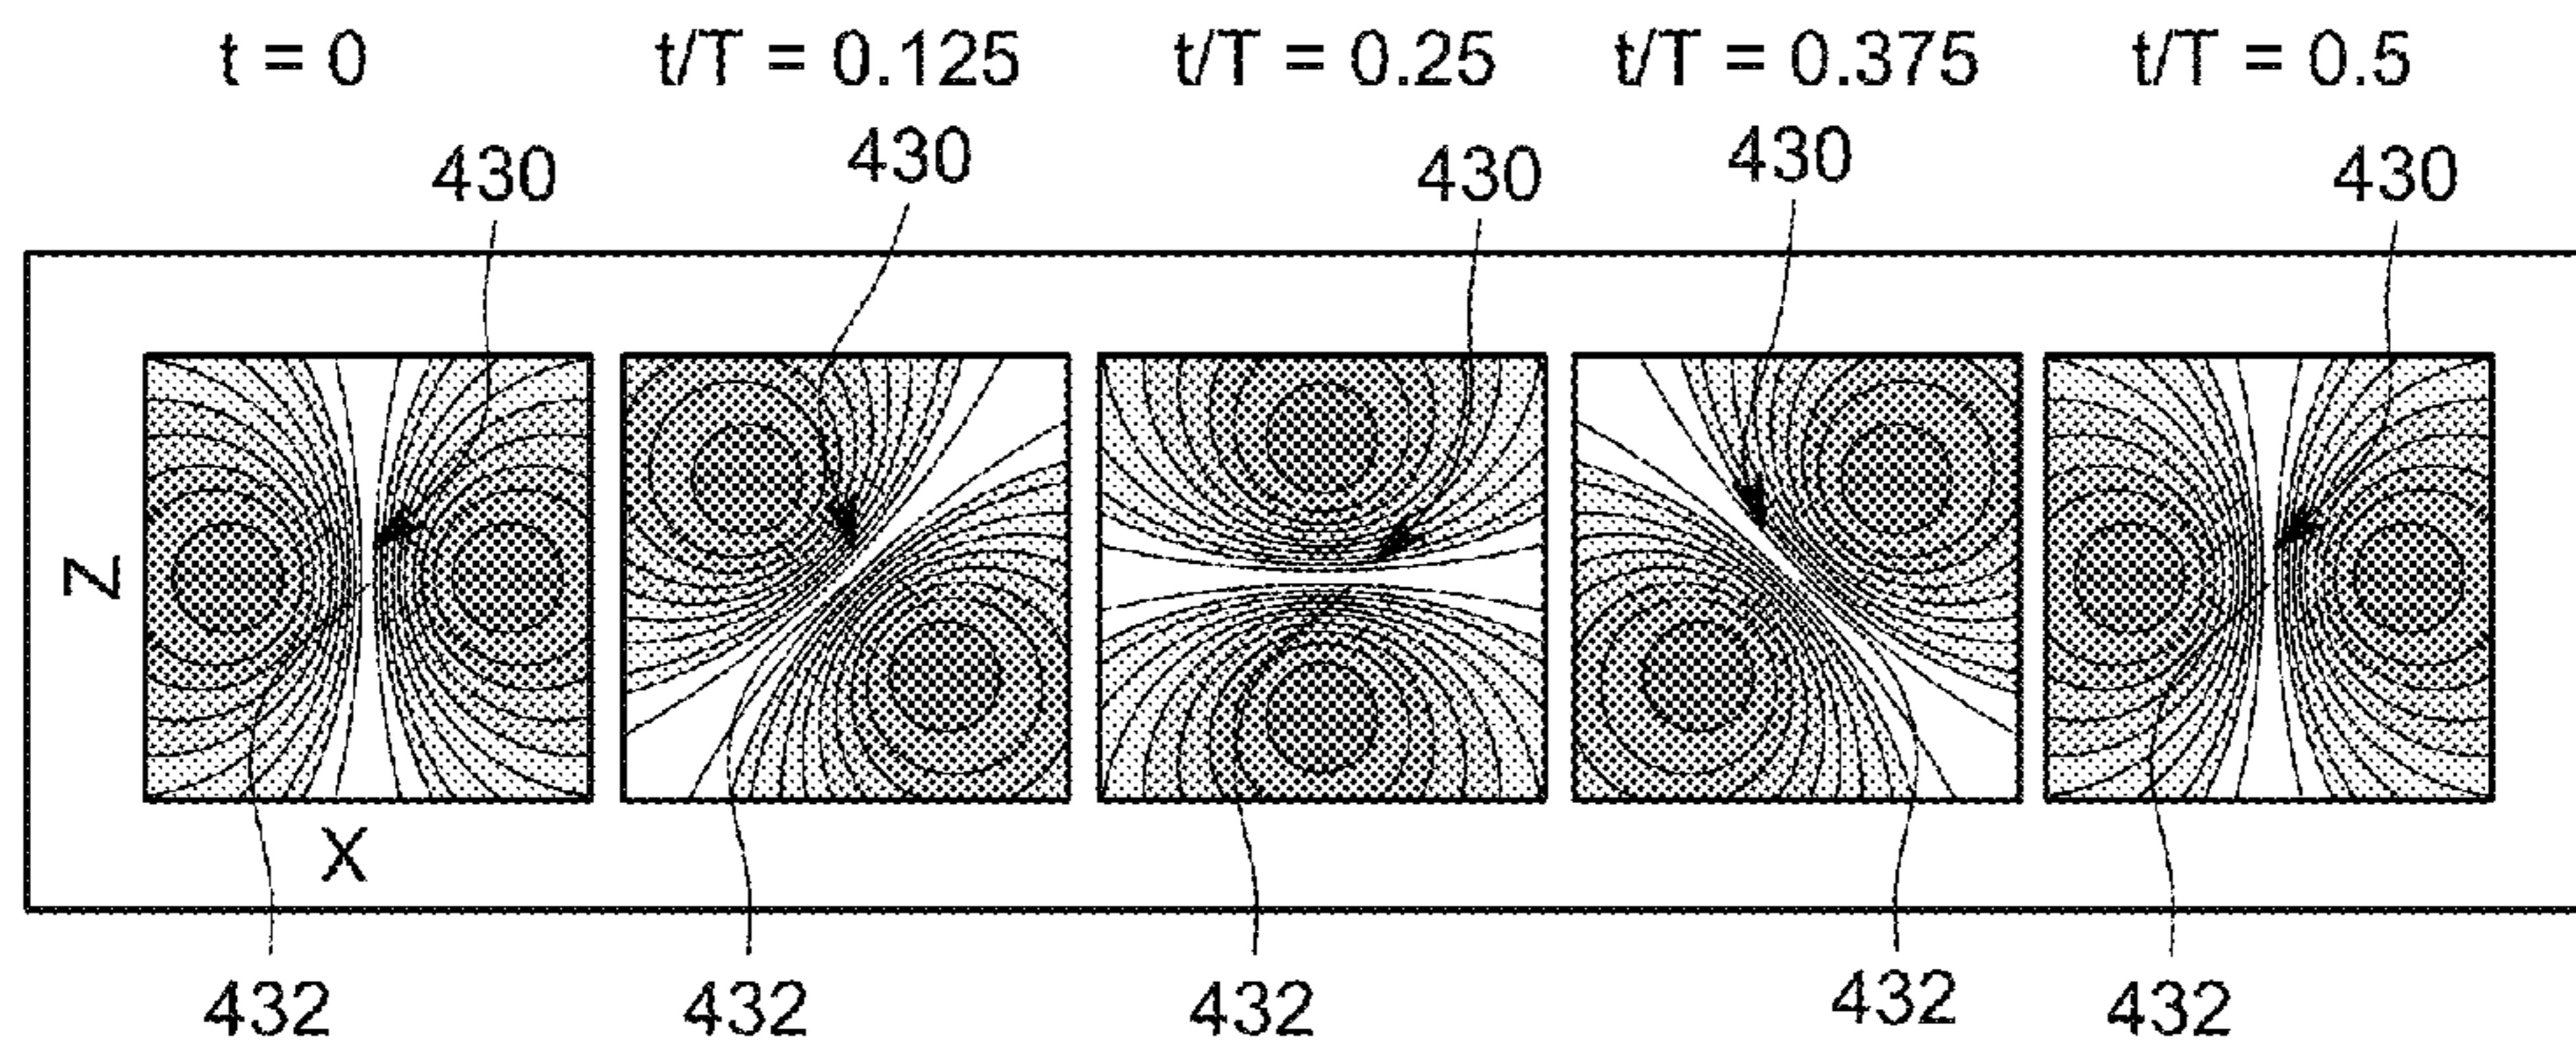 t = 0 t/T = 0.125 t/T = 0.25 t/T = 0.375 t/T = 0.5
430 430 430 430 430
Z
X
432 432 432 432 432